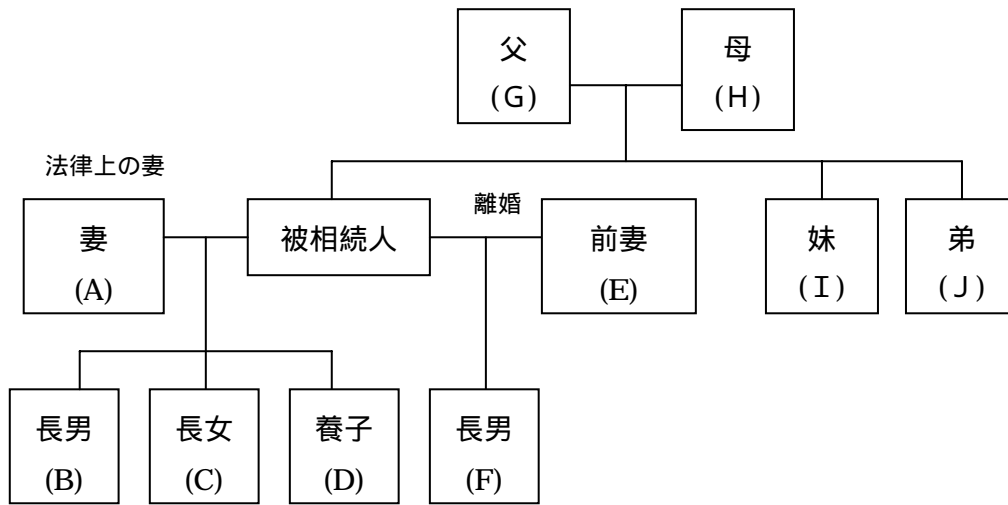 父
(G)
母
(H)
法律上の妻
離婚
妻
(A)
被相続人
前妻
(E)
妹
(I)
弟
(J)
長男
(B)
長女
(C)
養子
(D)
長男
(F)